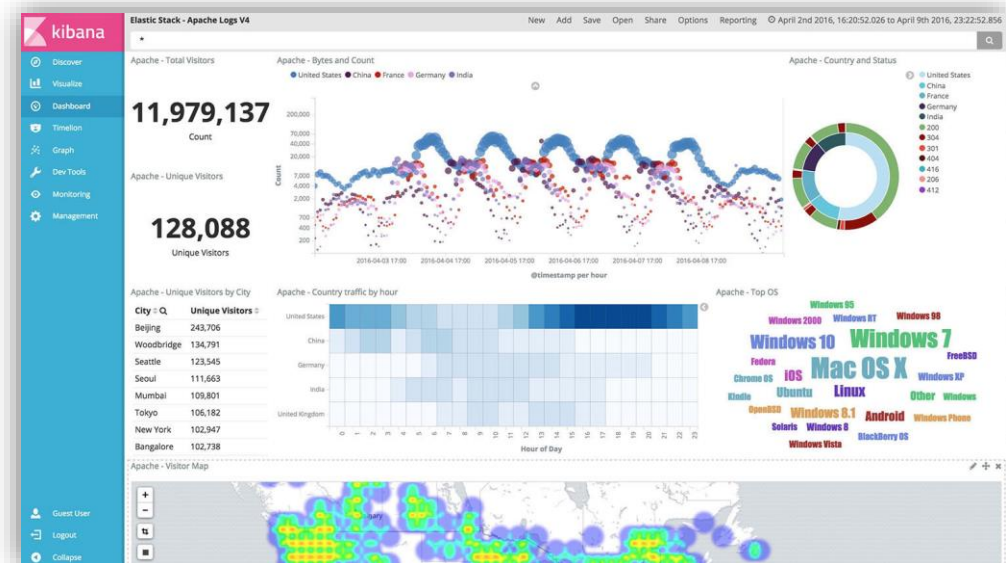 kibana
Discover
Visualize
Dashboard
Timelion
Graph
Dev Tools
Monitoring
Management
Guest User
Logout
Collapse
Elastic Stack - Apache Logs V4
New Add Save Open Share Options Reporting April 2nd 2016, 16:20:52.026 to April 9th 2016, 23:22:52.856
*
Apache - Total Visitors
11,979,137
Count
Apache - Unique Visitors
128,088
Unique Visitors
Apache - Bytes and Count
United States China France Germany India
Count
200,000
70,000
40,000
20,000
7,000
4,000
2,000
700
400
200
2016-04-03 17:00 2016-04-04 17:00 2016-04-05 17:00 2016-04-06 17:00 2016-04-07 17:00 2016-04-08 17:00
@timestamp per hour
Apache - Country and Status
United States
China
France
Germany
India
200
304
301
404
416
206
412
Apache - Unique Visitors by City
City Unique Visitors
Beijing 243,706
Woodbridge 134,791
Seattle 123,545
Seoul 111,663
Mumbai 109,801
Tokyo 106,182
New York 102,947
Bangalore 102,738
Apache - Country traffic by hour
United States
China
Germany
India
United Kingdom
0 1 2 3 4 5 6 7 8 9 10 11 12 13 14 15 16 17 18 19 20 21 22 23
Hour of Day
Apache - Top OS
Windows 95
Windows 2000 Windows RT Windows 98
Windows 10 Windows 7
Fedora FreeBSD
Chrome OS iOS Mac OS X Windows XP
Kindle Ubuntu Linux Other Windows
OpenBSD Windows 8.1 Android Windows Phone
Solaris Windows 8 BlackBerry OS
Windows Vista
Apache - Visitor Map
+
-